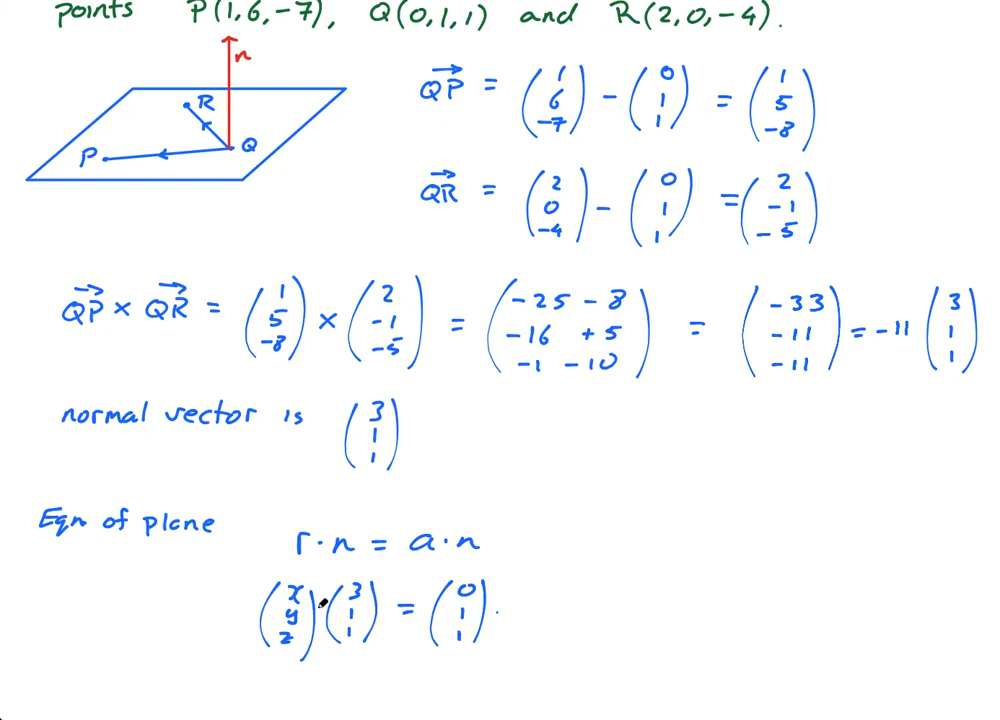 points P(1,6,-7), Q(0,1,1) and R(2,0,-4).
n
R
P
Q
QP→ = (1 6 -7) - (0 1 1) = (1 5 -8)
QR→ = (2 0 -4) - (0 1 1) = (2 -1 -5)
QP→ × QR→ = (1 5 -8) × (2 -1 -5) = (-25 - 8 -16 + 5 -1 - 10) = (-33 -11 -11) = -11 (3 1 1)
normal vector is (3 1 1)
Eqn of plane
r · n = a · n
(x y z) · (3 1 1) = (0 1 1) ·